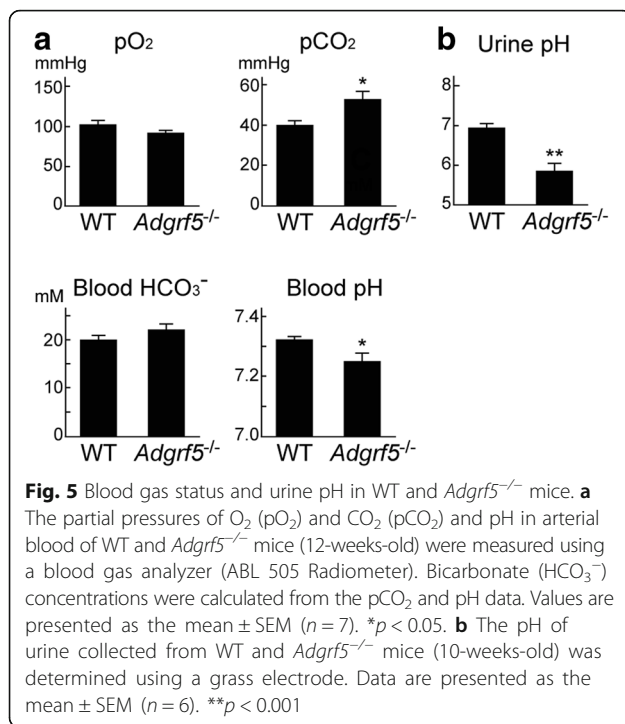 a
pO₂
pCO₂
b
Urine pH
mmHg
100
50
0
WT Adgrf5⁻/⁻
mmHg
60
40
20
0
*
WT Adgrf5⁻/⁻
8
7
6
5
**
WT Adgrf5⁻/⁻
Blood HCO₃⁻
mM
20
0
WT Adgrf5⁻/⁻
Blood pH
7.4
7.2
7.0
*
WT Adgrf5⁻/⁻
Fig. 5 Blood gas status and urine pH in WT and Adgrf5⁻/⁻ mice. a
The partial pressures of O₂ (pO₂) and CO₂ (pCO₂) and pH in arterial
blood of WT and Adgrf5⁻/⁻ mice (12-weeks-old) were measured using
a blood gas analyzer (ABL 505 Radiometer). Bicarbonate (HCO₃⁻)
concentrations were calculated from the pCO₂ and pH data. Values are
presented as the mean ± SEM (n = 7). *p < 0.05. b The pH of
urine collected from WT and Adgrf5⁻/⁻ mice (10-weeks-old) was
determined using a grass electrode. Data are presented as the
mean ± SEM (n = 6). **p < 0.001